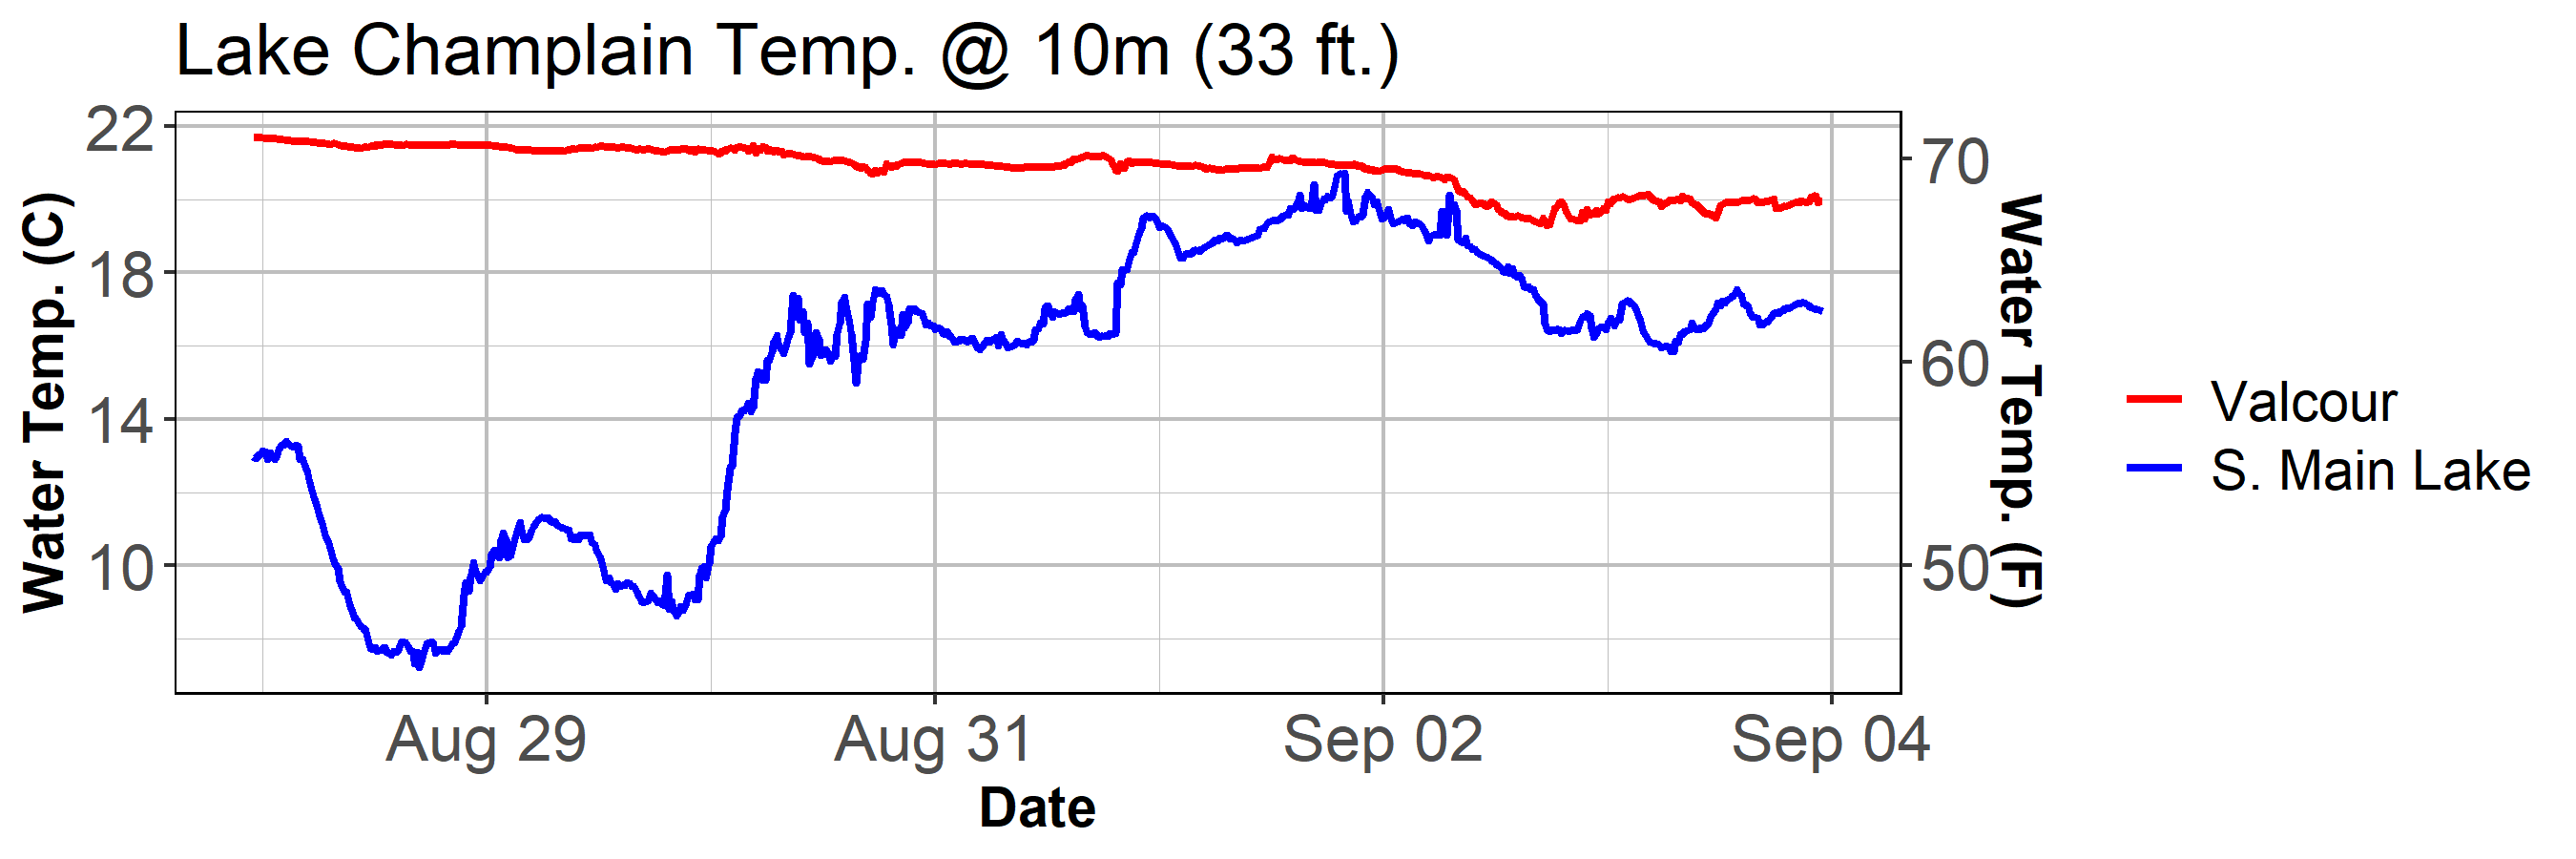 Lake Champlain Temp. @ 10m (33 ft.)
Water Temp. (C)
22
18
14
10
70
60
50
Water Temp. (F)
Aug 29
Aug 31
Sep 02
Sep 04
Date
Valcour
S. Main Lake